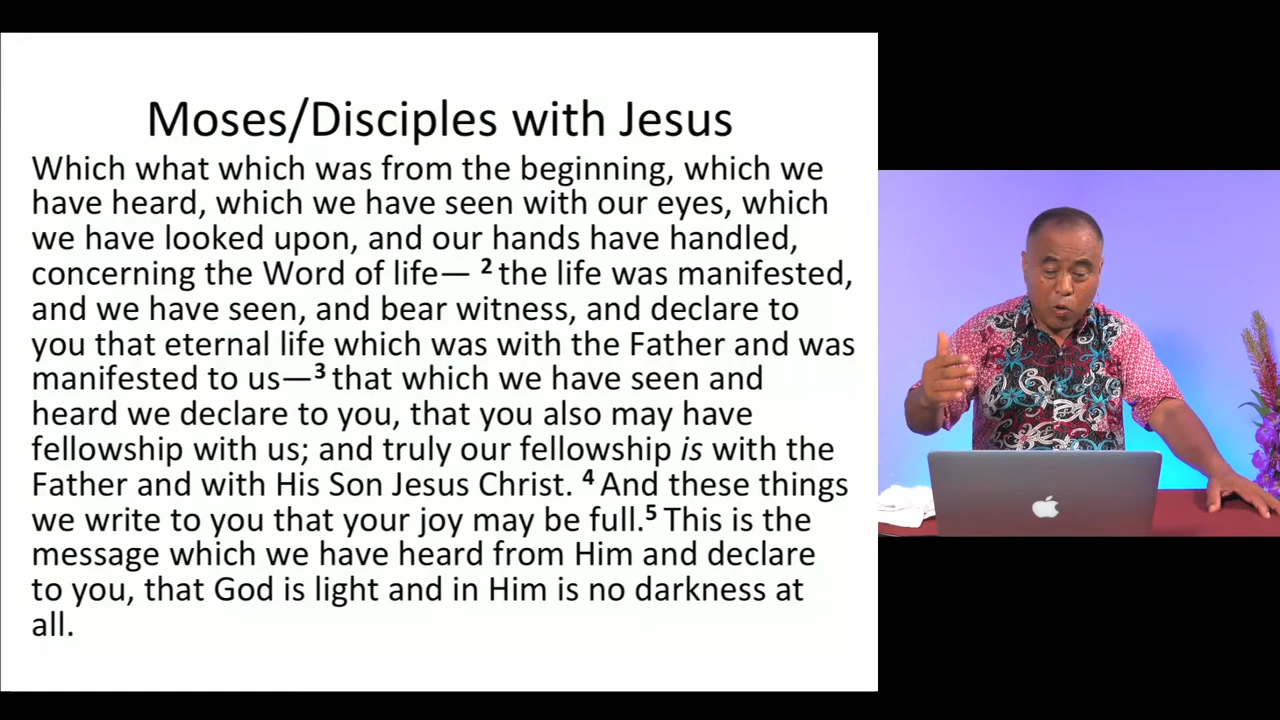 Moses/Disciples with Jesus
Which what which was from the beginning, which we
have heard, which we have seen with our eyes, which
we have looked upon, and our hands have handled,
concerning the Word of life— 2 the life was manifested,
and we have seen, and bear witness, and declare to
you that eternal life which was with the Father and was
manifested to us—3 that which we have seen and
heard we declare to you, that you also may have
fellowship with us; and truly our fellowship is with the
Father and with His Son Jesus Christ. 4 And these things
we write to you that your joy may be full.5 This is the
message which we have heard from Him and declare
to you, that God is light and in Him is no darkness at
all.